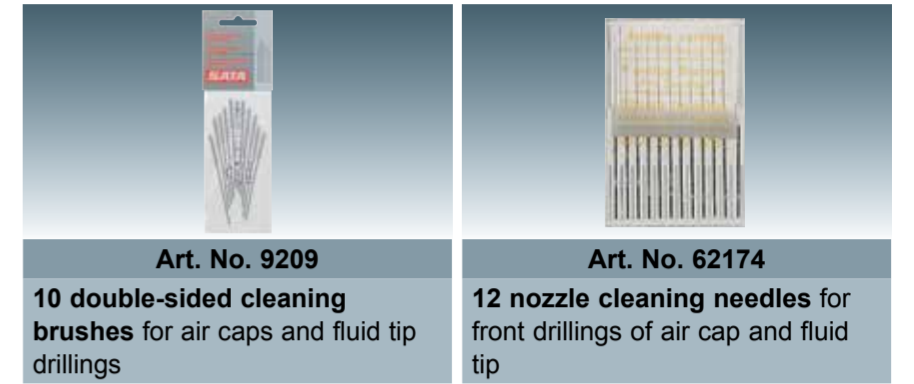 SATA
Art. No. 9209
10 double-sided cleaning
brushes for air caps and fluid tip
drillings
Art. No. 62174
12 nozzle cleaning needles for
front drillings of air cap and fluid
tip